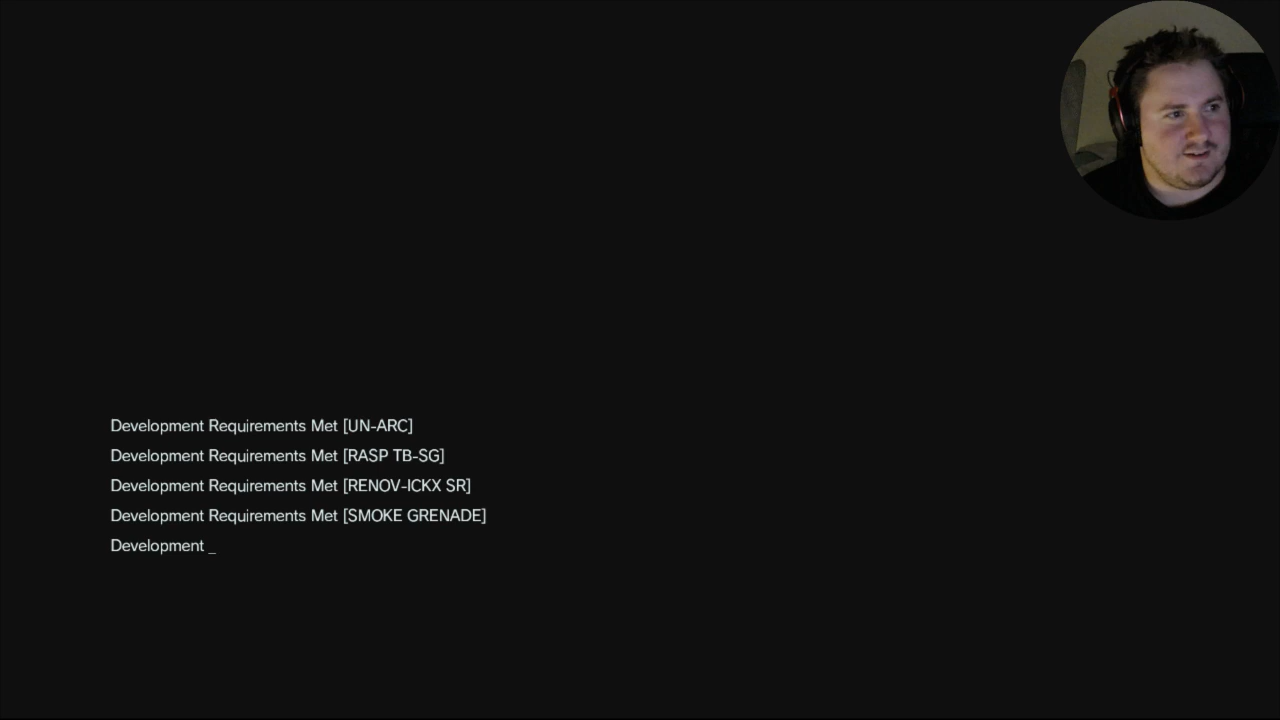 Development Requirements Met [UN-ARC]
Development Requirements Met [RASP TB-SG]
Development Requirements Met [RENOV-ICKX SR]
Development Requirements Met [SMOKE GRENADE]
Development _